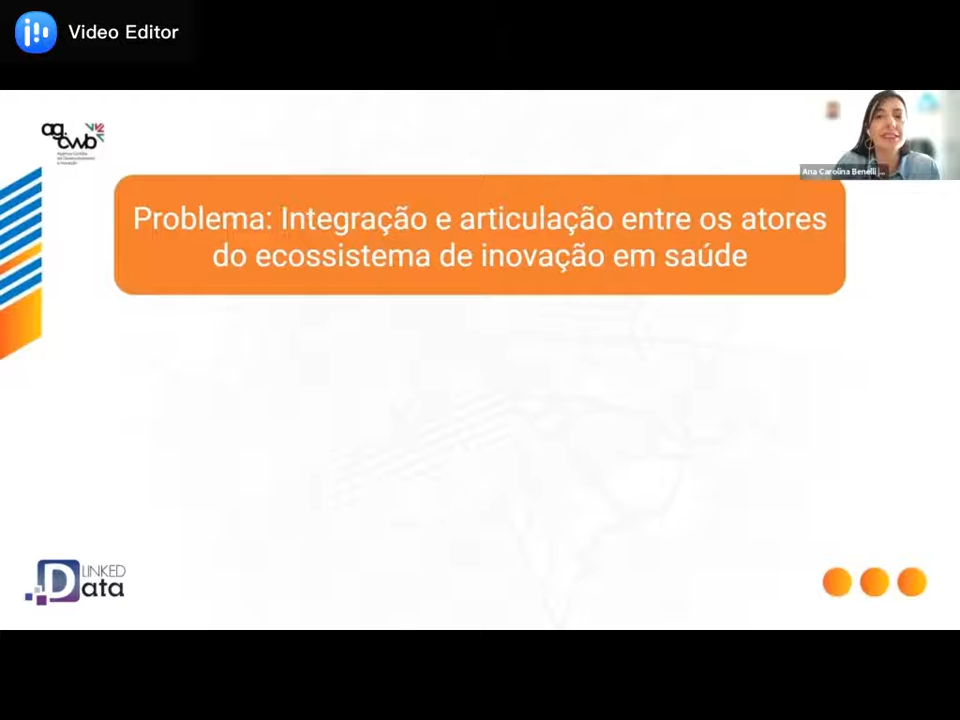 Video Editor
ag.
cwb
Ana Carolina Benelli ...
Problema: Integração e articulação entre os atores
do ecossistema de inovação em saúde
LINKED
Data